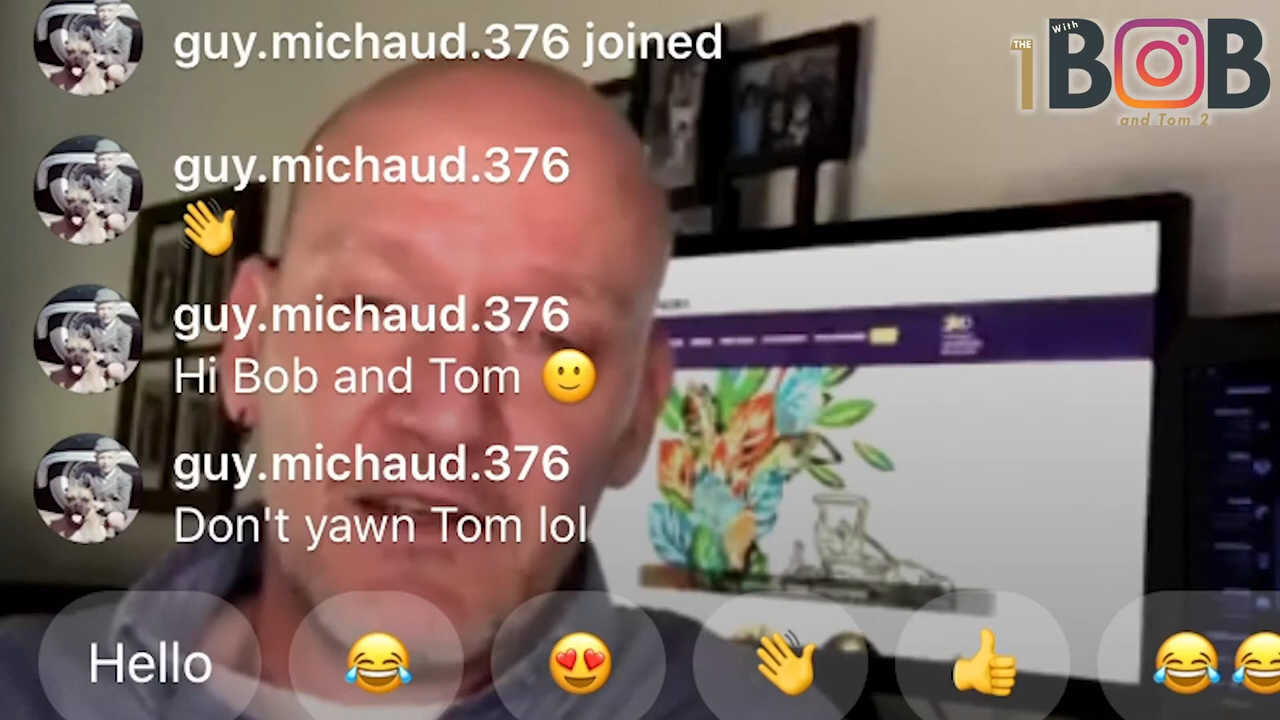 guy.michaud.376 joined
THE
1
With
BOB
and Tom 2
guy.michaud.376
guy.michaud.376
Hi Bob and Tom
guy.michaud.376
Don't yawn Tom lol
Hello